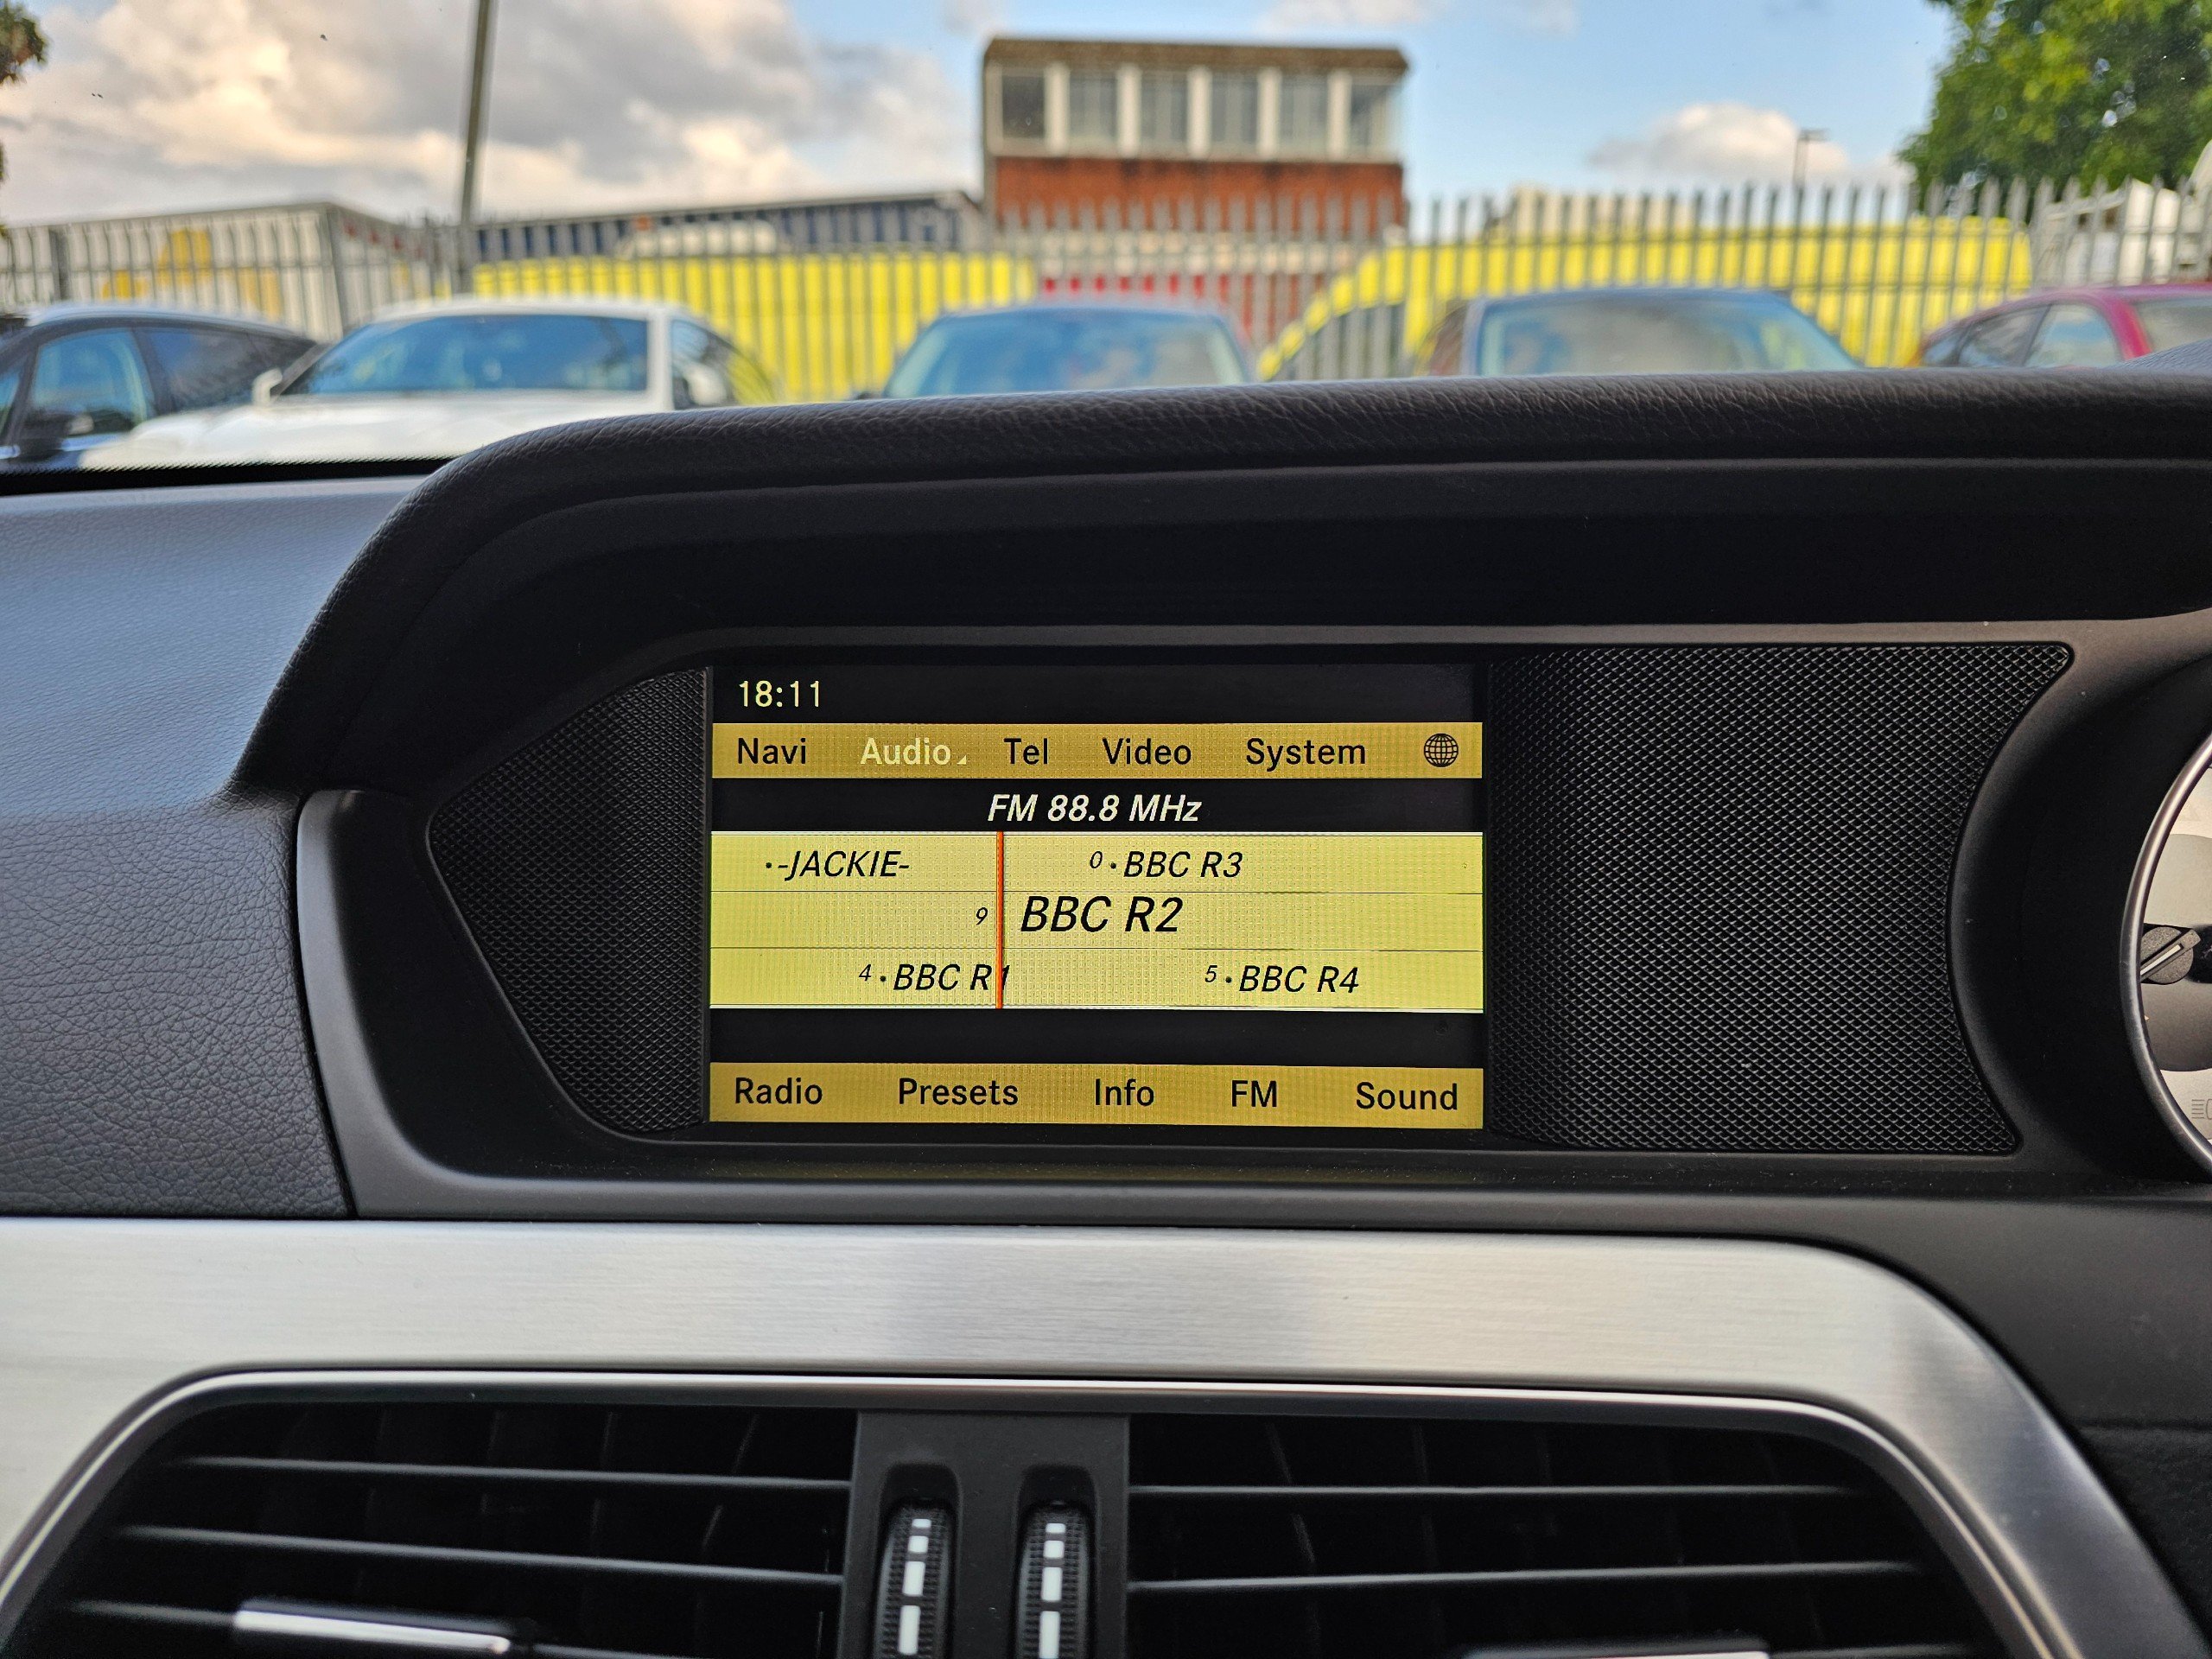 18:11
Navi Audio Tel Video System
FM 88.8 MHz
·-JACKIE- 0·BBC R3
9 BBC R2
4·BBC R1 5·BBC R4
Radio Presets Info FM Sound